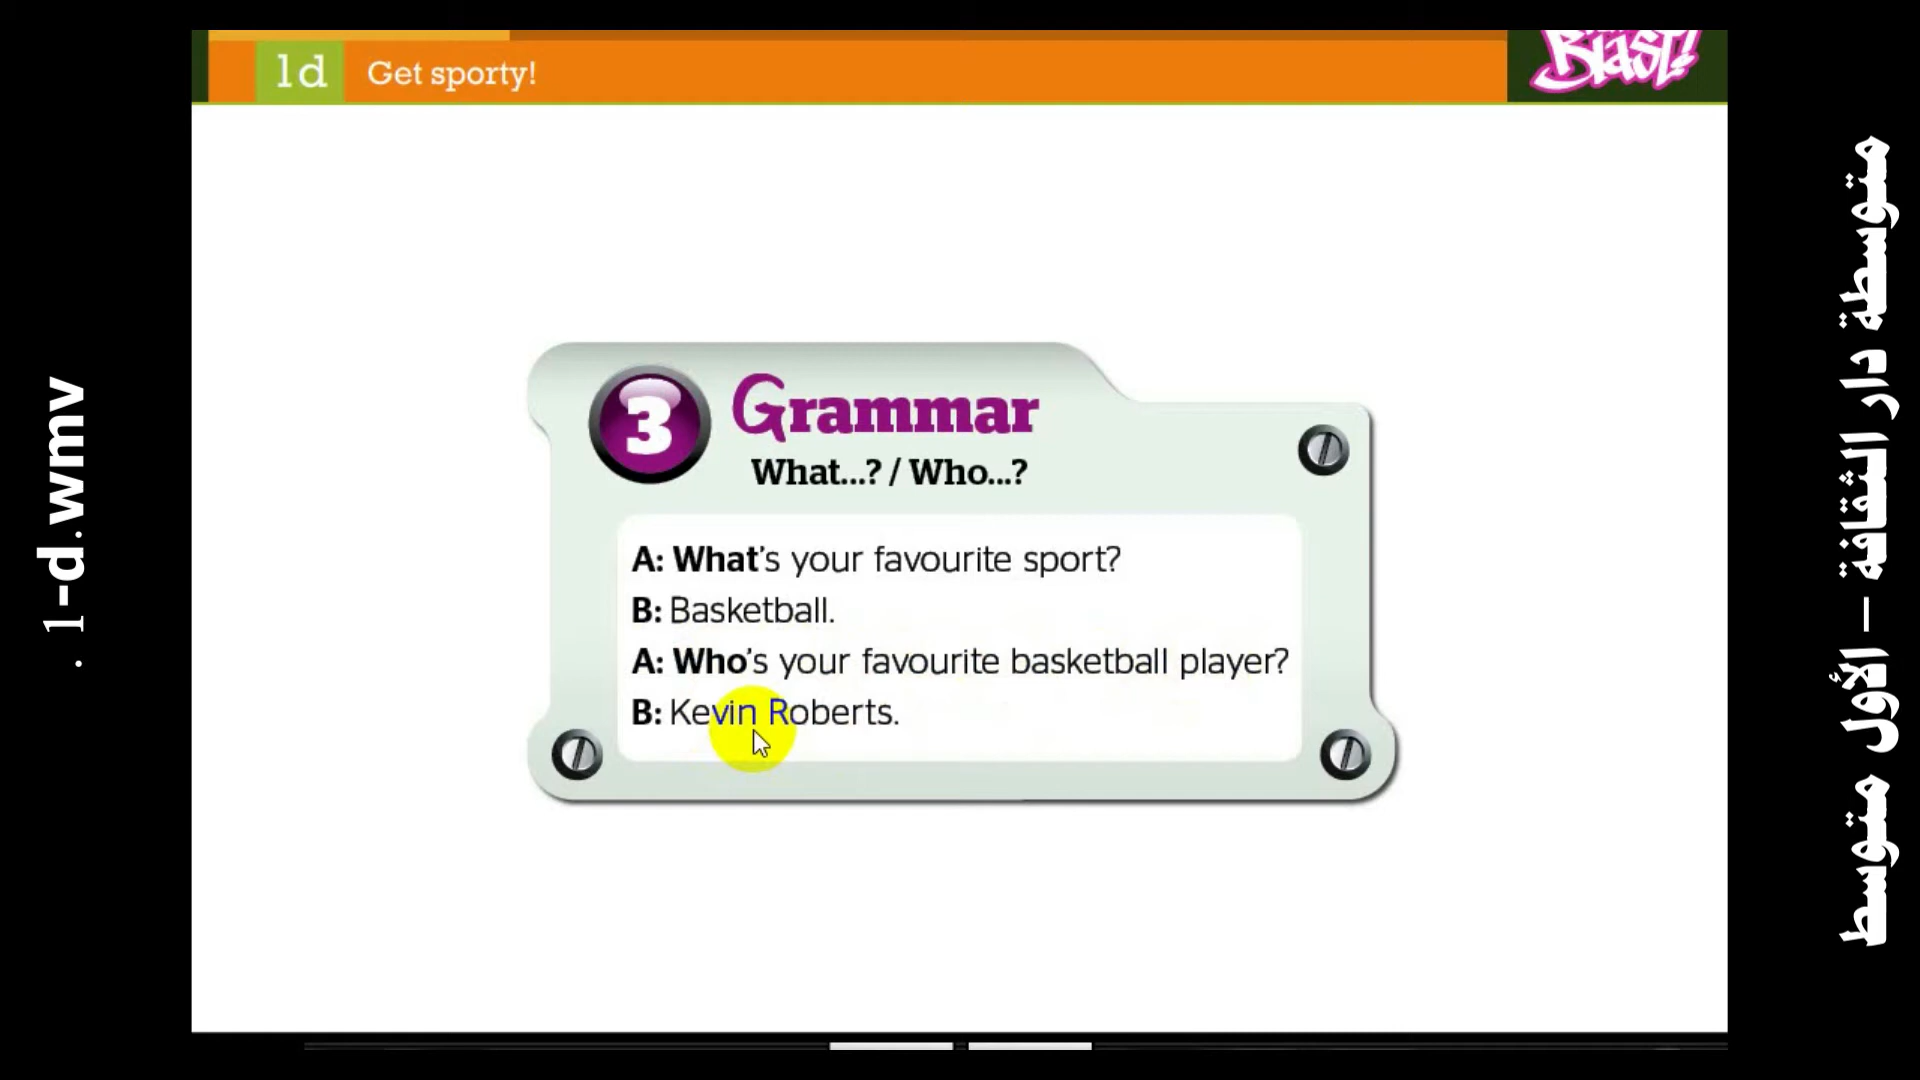 1d Get sporty!
Blast!
3 Grammar
What...? / Who...?
A: What's your favourite sport?
B: Basketball.
A: Who's your favourite basketball player?
B: Kevin Roberts.
. 1-d.wmv
متوسطة دار الثقافة – الأول متوسط